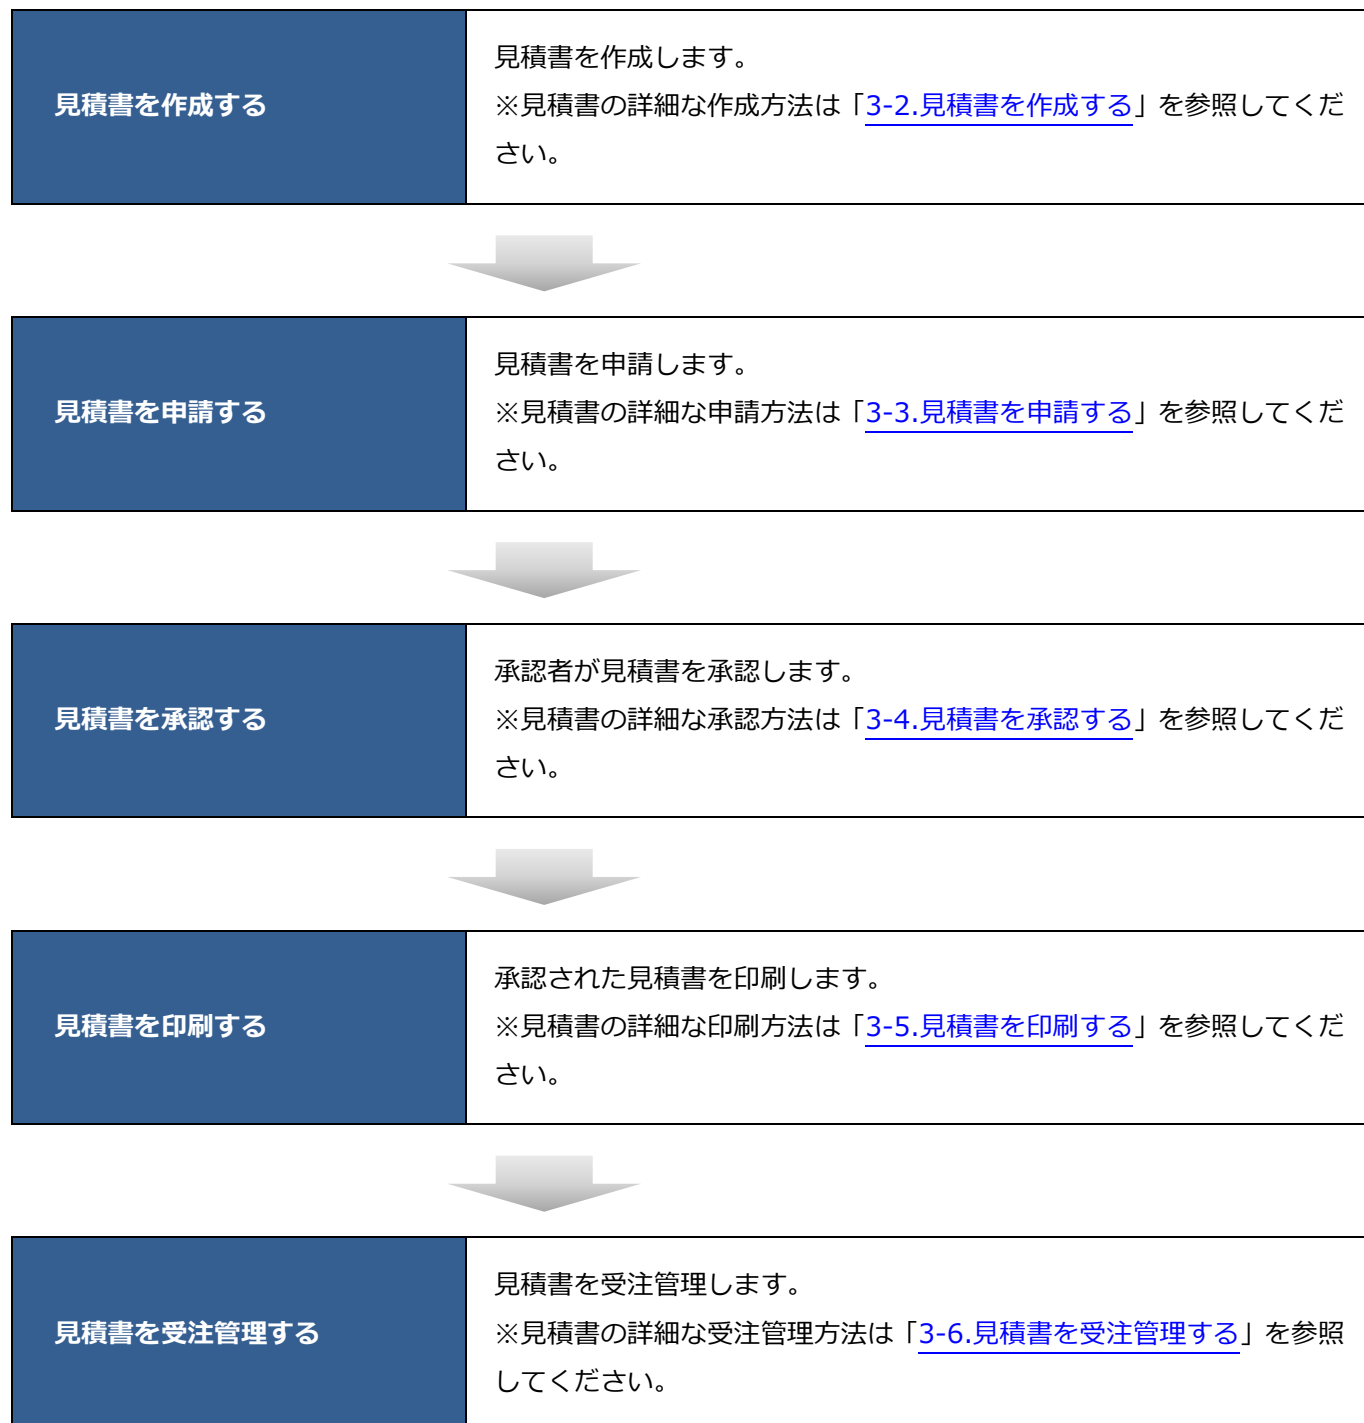 見積書を作成する
見積書を作成します。
※見積書の詳細な作成方法は「3-2.見積書を作成する」を参照してくだ
さい。
見積書を申請する
見積書を申請します。
※見積書の詳細な申請方法は「3-3.見積書を申請する」を参照してくだ
さい。
見積書を承認する
承認者が見積書を承認します。
※見積書の詳細な承認方法は「3-4.見積書を承認する」を参照してくだ
さい。
見積書を印刷する
承認された見積書を印刷します。
※見積書の詳細な印刷方法は「3-5.見積書を印刷する」を参照してくだ
さい。
見積書を受注管理する
見積書を受注管理します。
※見積書の詳細な受注管理方法は「3-6.見積書を受注管理する」を参照
してください。